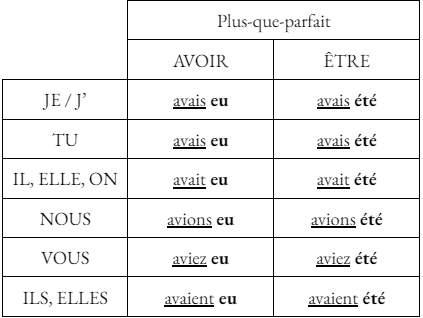 Plus-que-parfait
AVOIR ÊTRE
JE / J’ avais eu avais été
TU avais eu avais été
IL, ELLE, ON avait eu avait été
NOUS avions eu avions été
VOUS aviez eu aviez été
ILS, ELLES avaient eu avaient été